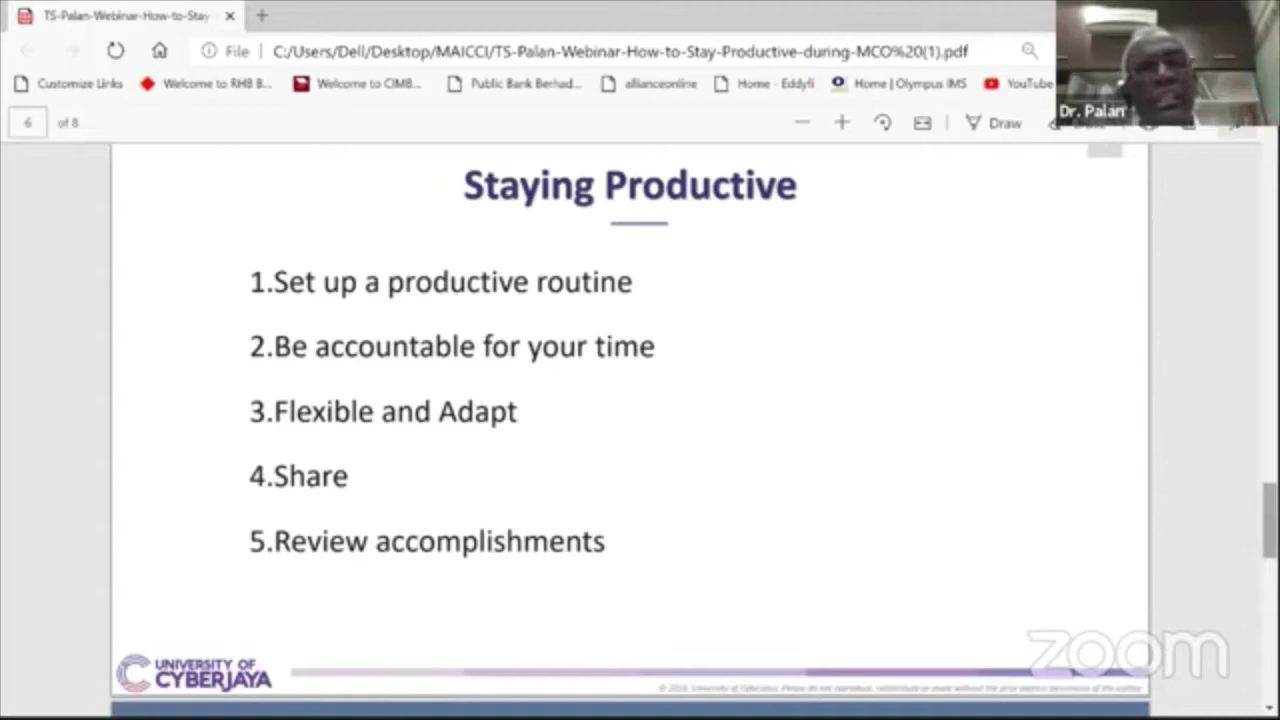 TS-Palan-Webinar-How-to-Stay
File
C:/Users/Dell/Desktop/MAICCI/TS-Palan-Webinar-How-to-Stay-Productive-during-MCO%20(1).pdf
Customize Links
Welcome to RHB B...
Welcome to CIMB...
Public Bank Berhad...
allianceonline
Home - Eddyfi
Home | Olympus IMS
YouTube
Dr. Palan
6 of 8
Draw
Staying Productive
1.Set up a productive routine
2.Be accountable for your time
3.Flexible and Adapt
4.Share
5.Review accomplishments
UNIVERSITY OF
CYBERJAYA
zoom